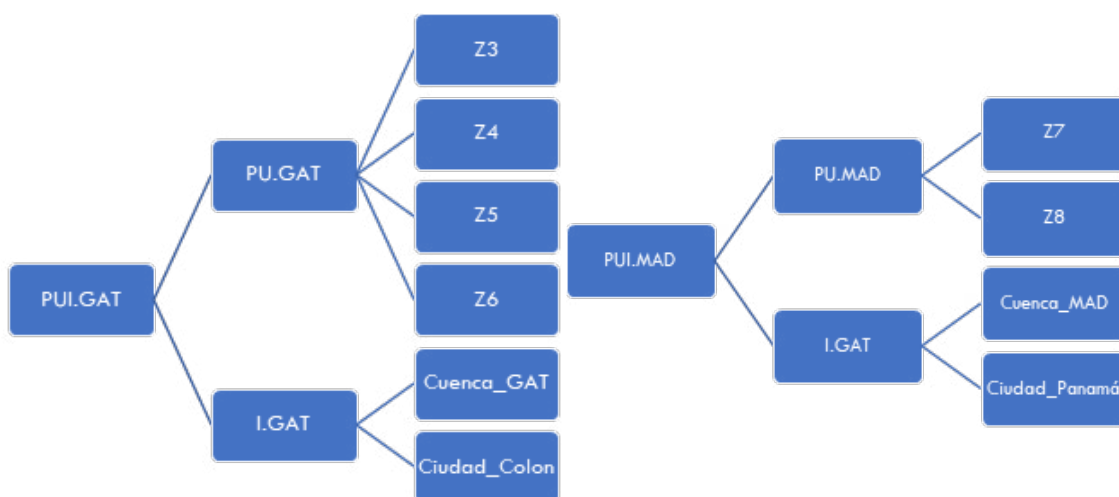 PUI.GAT
PU.GAT
Z3
Z4
Z5
Z6
I.GAT
Cuenca_GAT
Ciudad_Colon
PUI.MAD
PU.MAD
Z7
Z8
I.GAT
Cuenca_MAD
Ciudad_Panamá